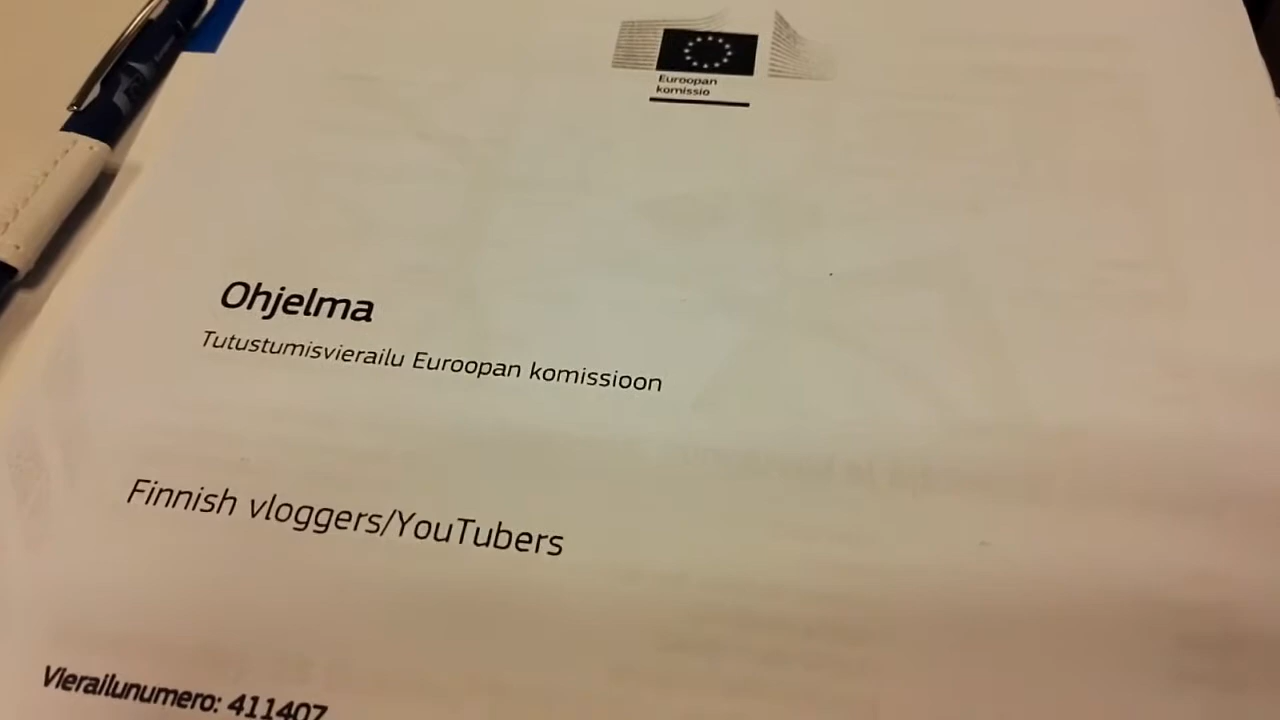 Euroopan
komissio
Ohjelma
Tutustumisvierailu Euroopan komissioon
Finnish vloggers/YouTubers
Vierailunumero: 411407